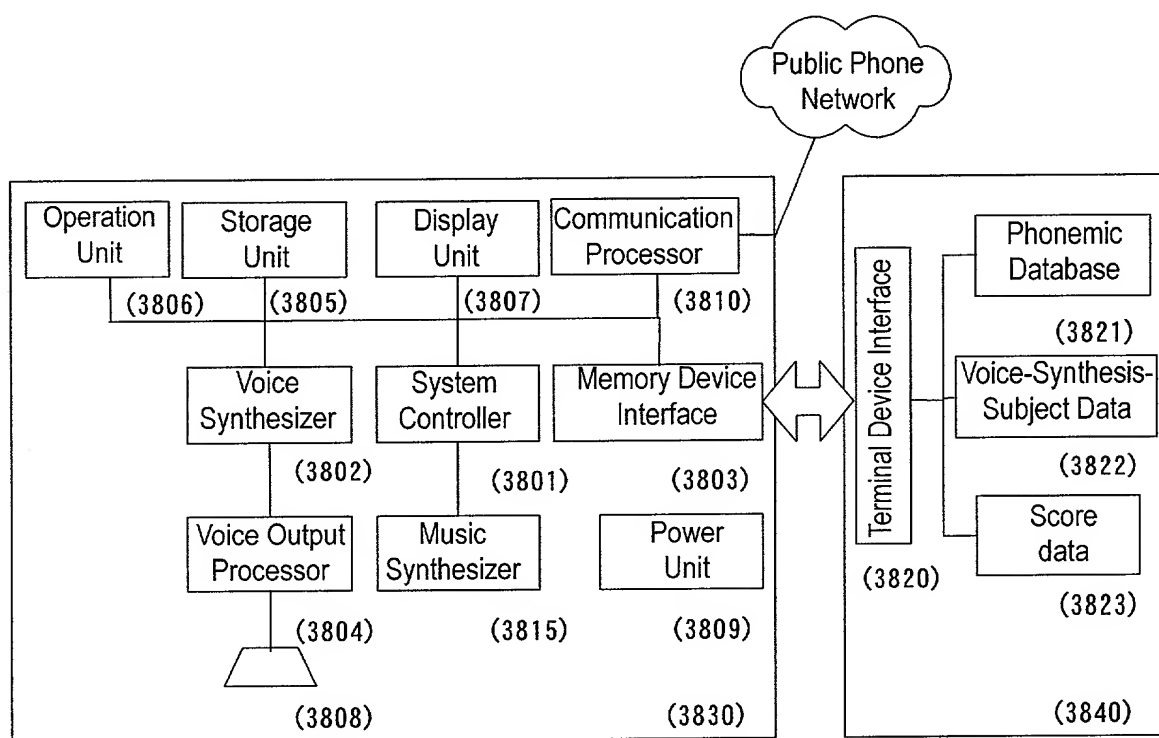 Public Phone
Network
Operation
Unit
(3806)
Storage
Unit
(3805)
Display
Unit
(3807)
Communication
Processor
(3810)
Voice
Synthesizer
(3802)
System
Controller
(3801)
Memory Device
Interface
(3803)
Voice Output
Processor
(3804)
Music
Synthesizer
(3815)
Power
Unit
(3809)
(3808)
(3830)
Terminal Device Interface
(3820)
Phonemic
Database
(3821)
Voice-Synthesis-
Subject Data
(3822)
Score
data
(3823)
(3840)